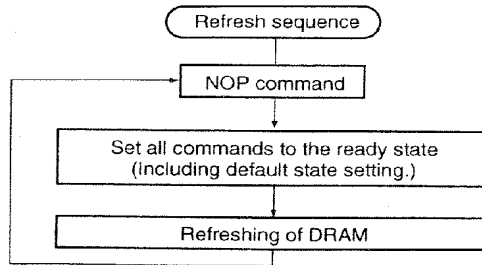 Refresh sequence
NOP command
Set all commands to the ready state
(Including default state setting.)
Refreshing of DRAM